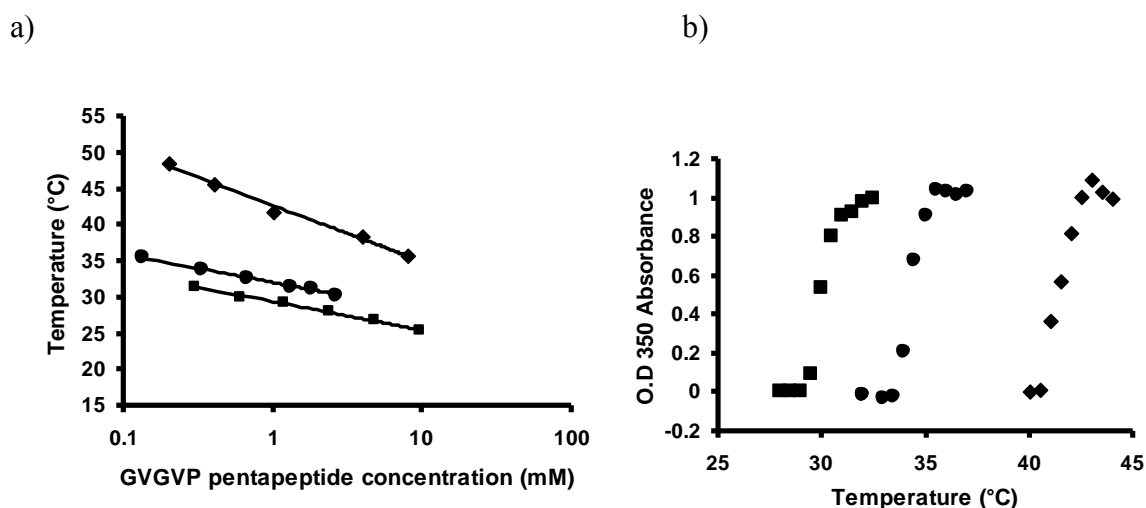 a)
b)
Temperature (°C)
55
50
45
40
35
30
25
20
15
0.1 1 10 100
GVGVP pentapeptide concentration (mM)
O.D 350 Absorbance
1.2
1
0.8
0.6
0.4
0.2
0
-0.2
25 30 35 40 45
Temperature (°C)